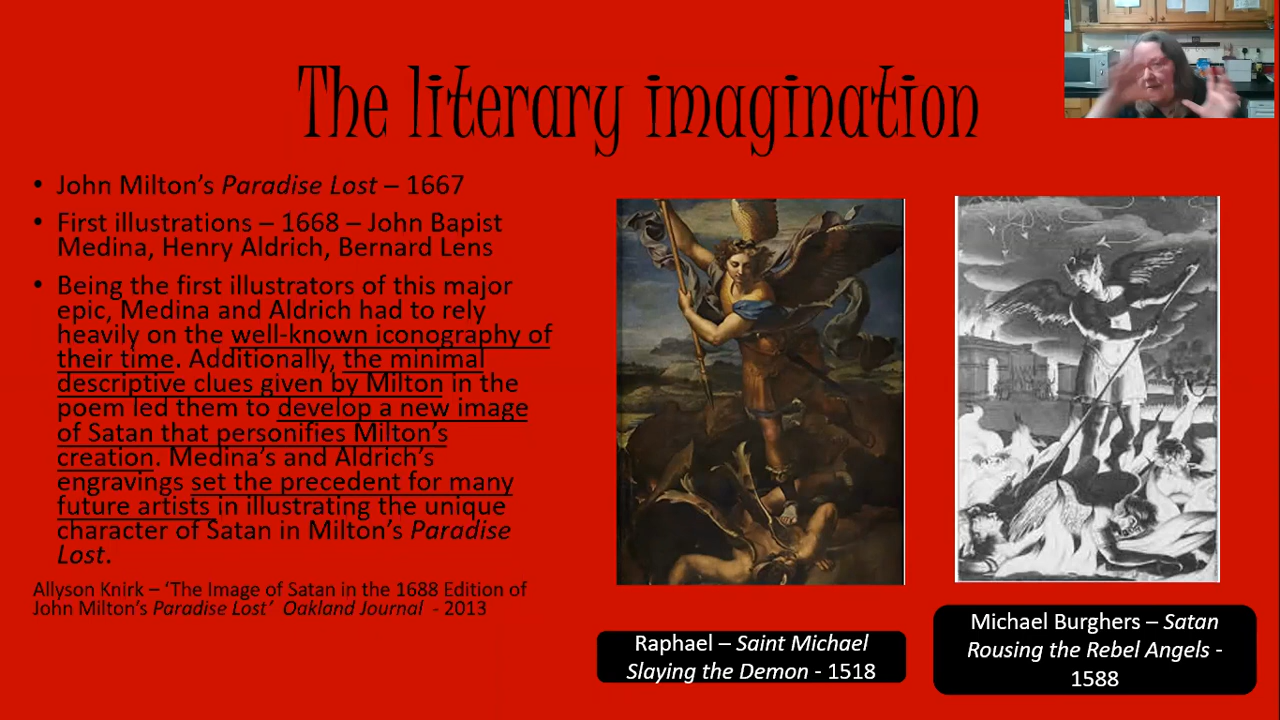 The literary imagination
• John Milton’s Paradise Lost – 1667
• First illustrations – 1668 – John Bapist
Medina, Henry Aldrich, Bernard Lens
• Being the first illustrators of this major
epic, Medina and Aldrich had to rely
heavily on the well-known iconography of
their time. Additionally, the minimal
descriptive clues given by Milton in the
poem led them to develop a new image
of Satan that personifies Milton’s
creation. Medina’s and Aldrich’s
engravings set the precedent for many
future artists in illustrating the unique
character of Satan in Milton’s Paradise
Lost.
Allyson Knirk – ‘The Image of Satan in the 1688 Edition of
John Milton’s Paradise Lost’ Oakland Journal - 2013
Raphael – Saint Michael
Slaying the Demon - 1518
Michael Burghers – Satan
Rousing the Rebel Angels -
1588